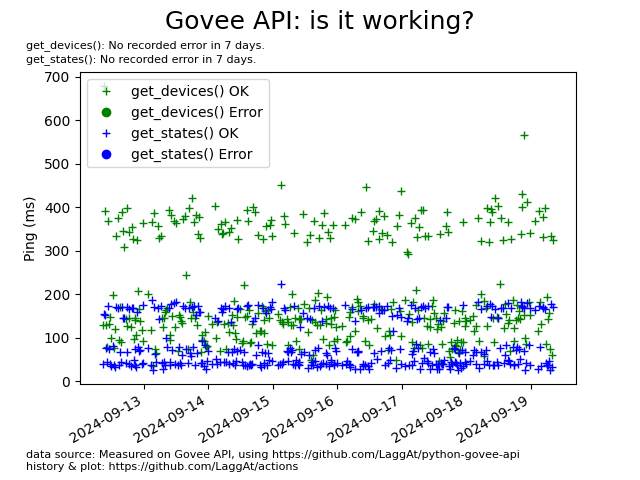 Govee API: is it working?
get_devices(): No recorded error in 7 days.
get_states(): No recorded error in 7 days.
700
600
500
400
300
200
100
0
Ping (ms)
get_devices() OK
get_devices() Error
get_states() OK
get_states() Error
2024-09-13
2024-09-14
2024-09-15
2024-09-16
2024-09-17
2024-09-18
2024-09-19
data source: Measured on Govee API, using https://github.com/LaggAt/python-govee-api
history & plot: https://github.com/LaggAt/actions